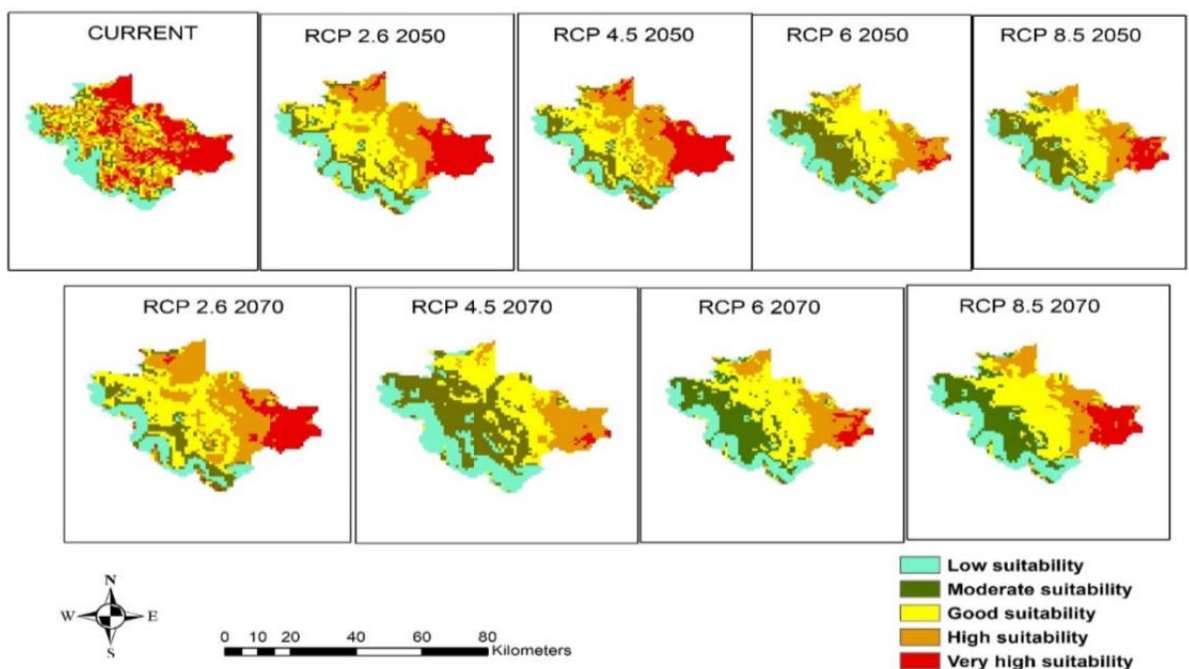 CURRENT
RCP 2.6 2050
RCP 4.5 2050
RCP 6 2050
RCP 8.5 2050
RCP 2.6 2070
RCP 4.5 2070
RCP 6 2070
RCP 8.5 2070
N
W E
S
0 10 20 40 60 80
Kilometers
Low suitability
Moderate suitability
Good suitability
High suitability
Very high suitability